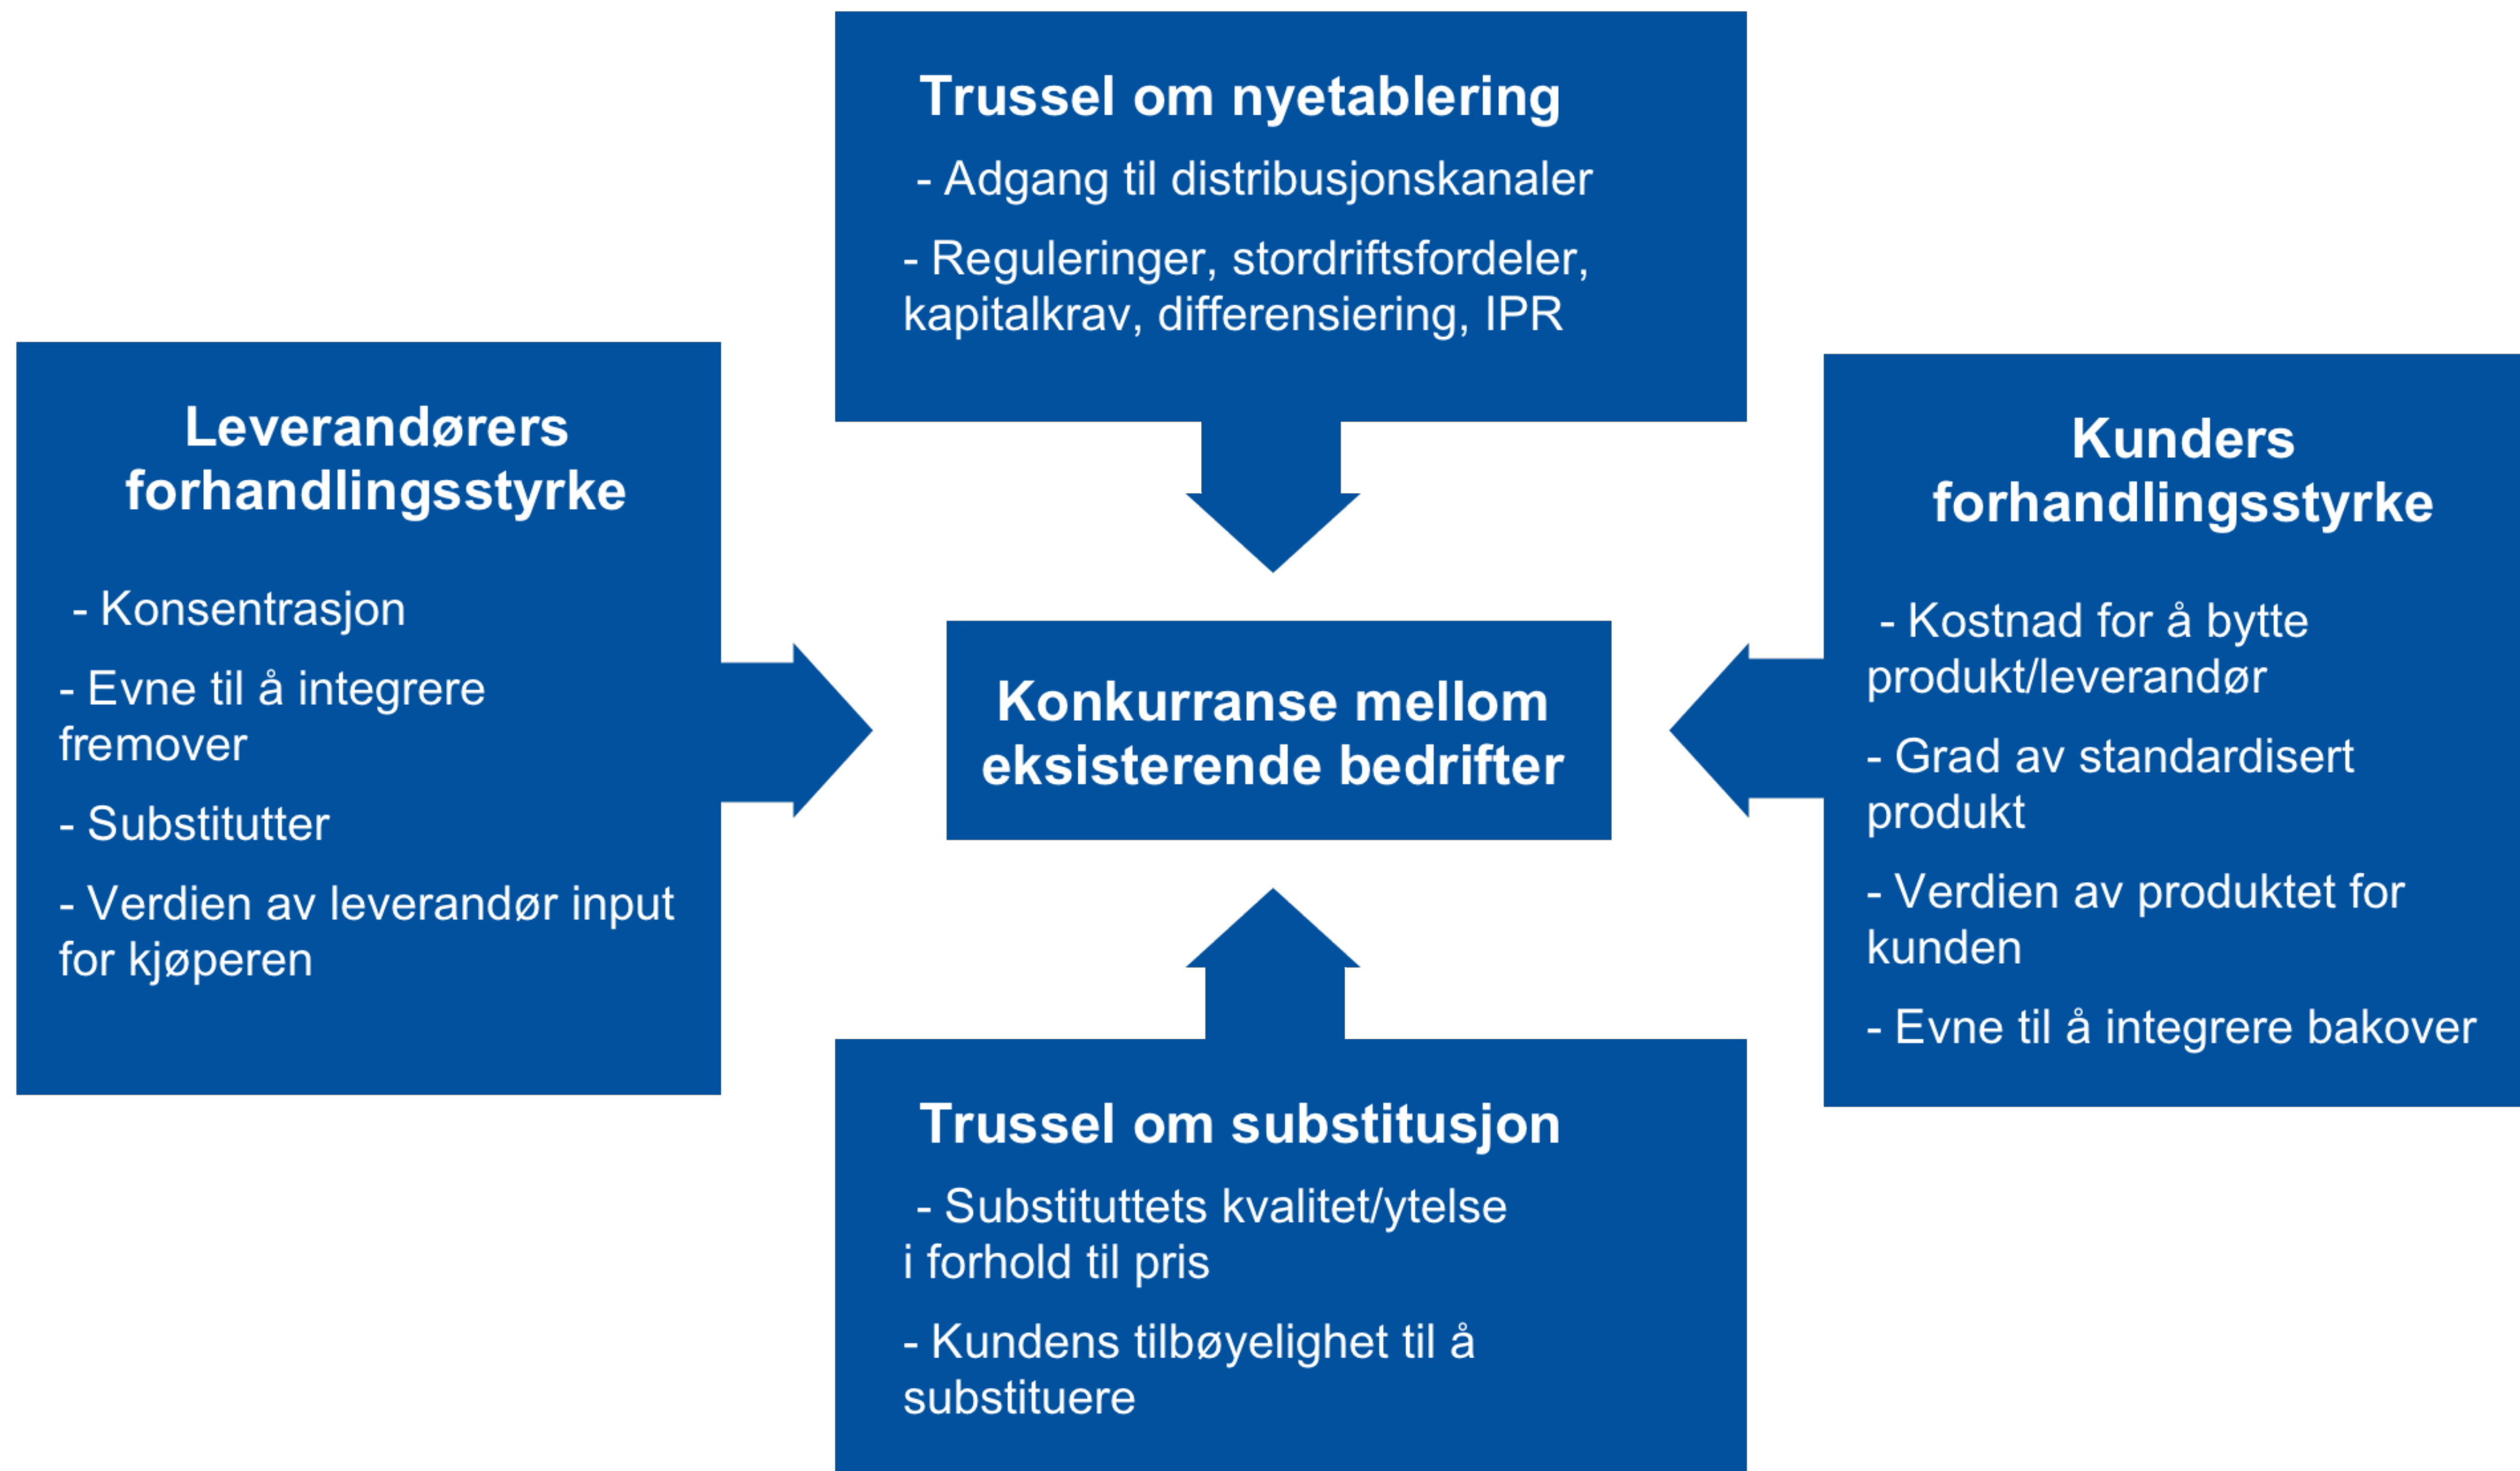 Trussel om nyetablering
- Adgang til distribusjonskanaler
- Reguleringer, stordriftsfordeler,
kapitalkrav, differensiering, IPR
Leverandørers
forhandlingsstyrke
- Konsentrasjon
- Evne til å integrere
fremover
- Substitutter
- Verdien av leverandør input
for kjøperen
Konkurranse mellom
eksisterende bedrifter
Kunders
forhandlingsstyrke
- Kostnad for å bytte
produkt/leverandør
- Grad av standardisert
produkt
- Verdien av produktet for
kunden
- Evne til å integrere bakover
Trussel om substitusjon
- Substituttets kvalitet/ytelse
i forhold til pris
- Kundens tilbøyelighet til å
substituere